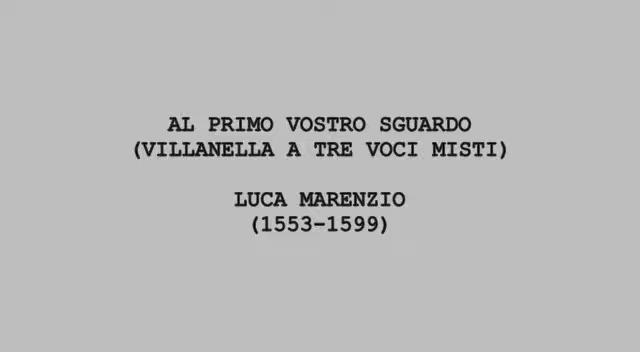 AL PRIMO VOSTRO SGUARDO
(VILLANELLA A TRE VOCI MISTI)
LUCA MARENZIO
(1553-1599)